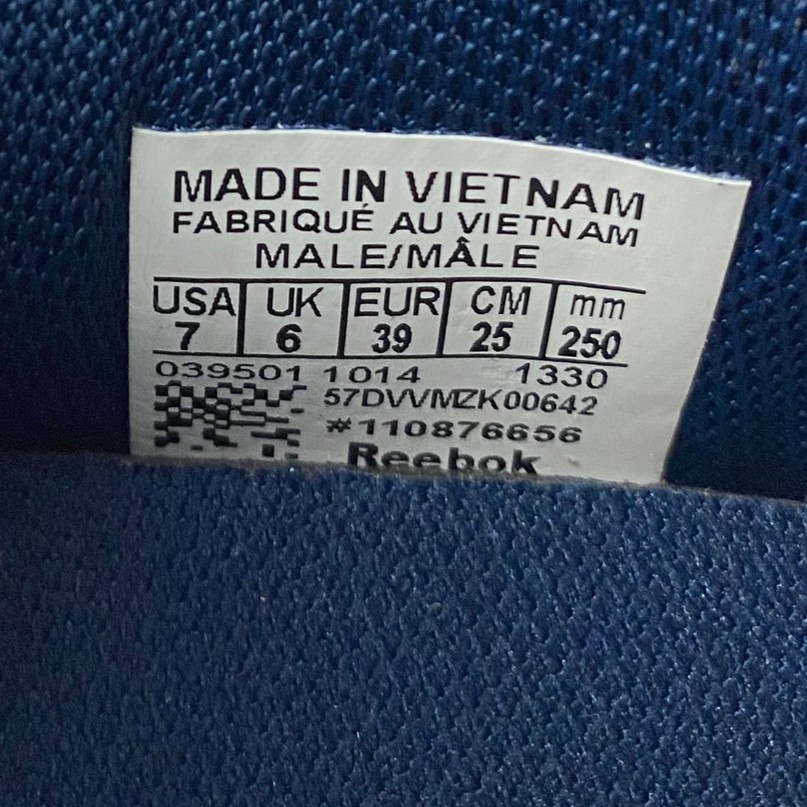 MADE IN VIETNAM
FABRIQUÉ AU VIETNAM
MALE/MÂLE
USA UK EUR CM mm
7 6 39 25 250
039501 1014 1330
57DVVMZK00642
#110876656
Reebok